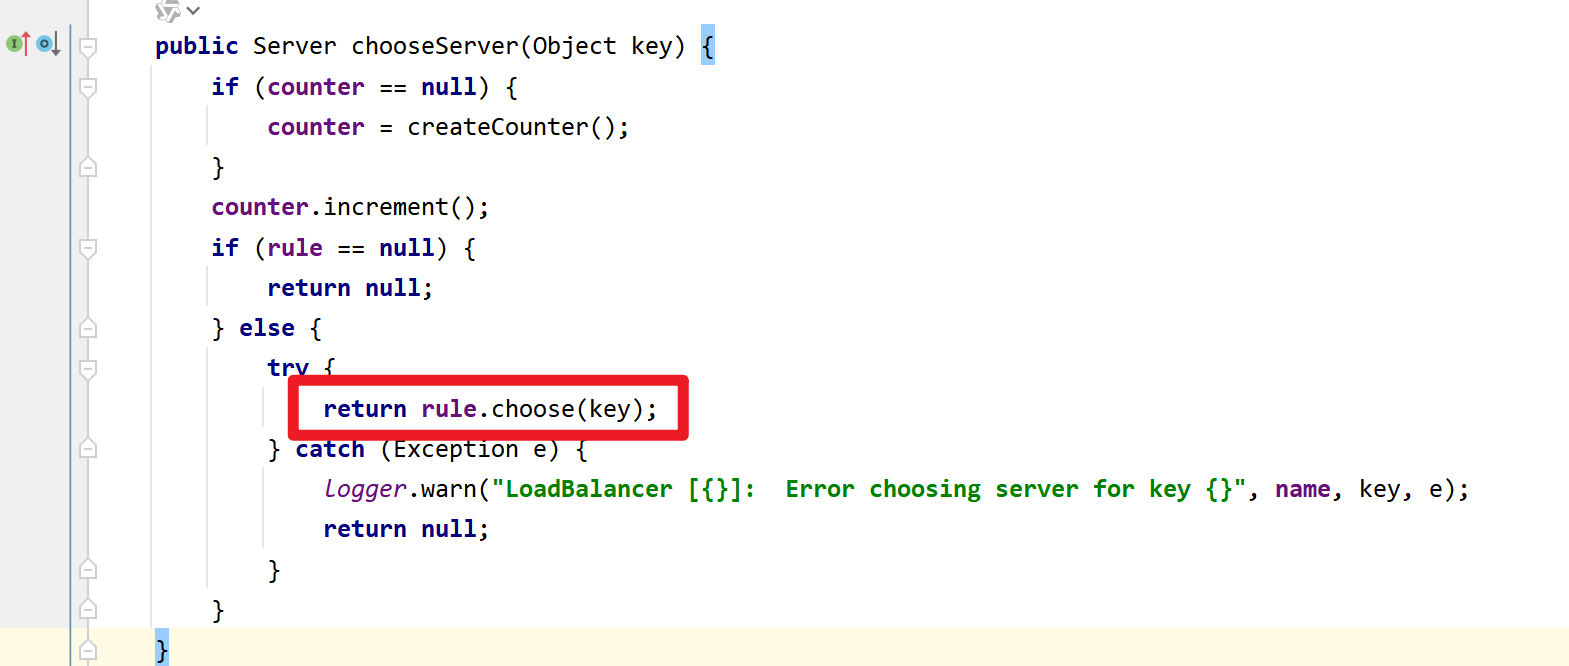 public Server chooseServer(Object key) {
if (counter == null) {
counter = createCounter();
}
counter.increment();
if (rule == null) {
return null;
} else {
try {
return rule.choose(key);
} catch (Exception e) {
logger.warn("LoadBalancer [{}]:  Error choosing server for key {}", name, key, e);
return null;
}
}
}